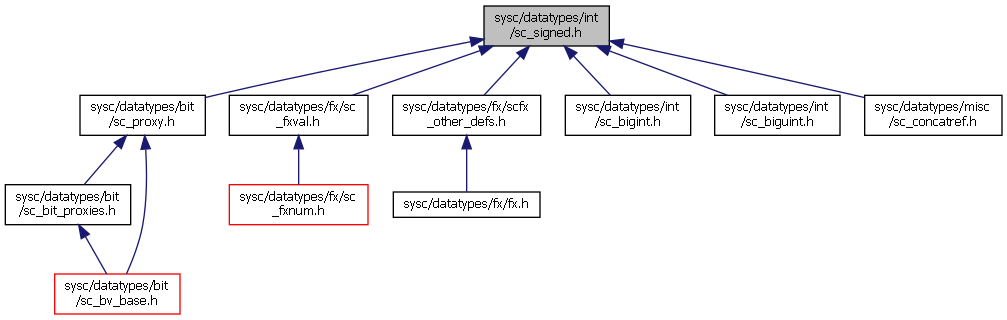 sysc/datatypes/int
/sc_signed.h
sysc/datatypes/bit
/sc_proxy.h
sysc/datatypes/fx/sc
_fxval.h
sysc/datatypes/fx/scfx
_other_defs.h
sysc/datatypes/int
/sc_bigint.h
sysc/datatypes/int
/sc_biguint.h
sysc/datatypes/misc
/sc_concatref.h
sysc/datatypes/bit
/sc_bit_proxies.h
sysc/datatypes/fx/sc
_fxnum.h
sysc/datatypes/fx/fx.h
sysc/datatypes/bit
/sc_bv_base.h